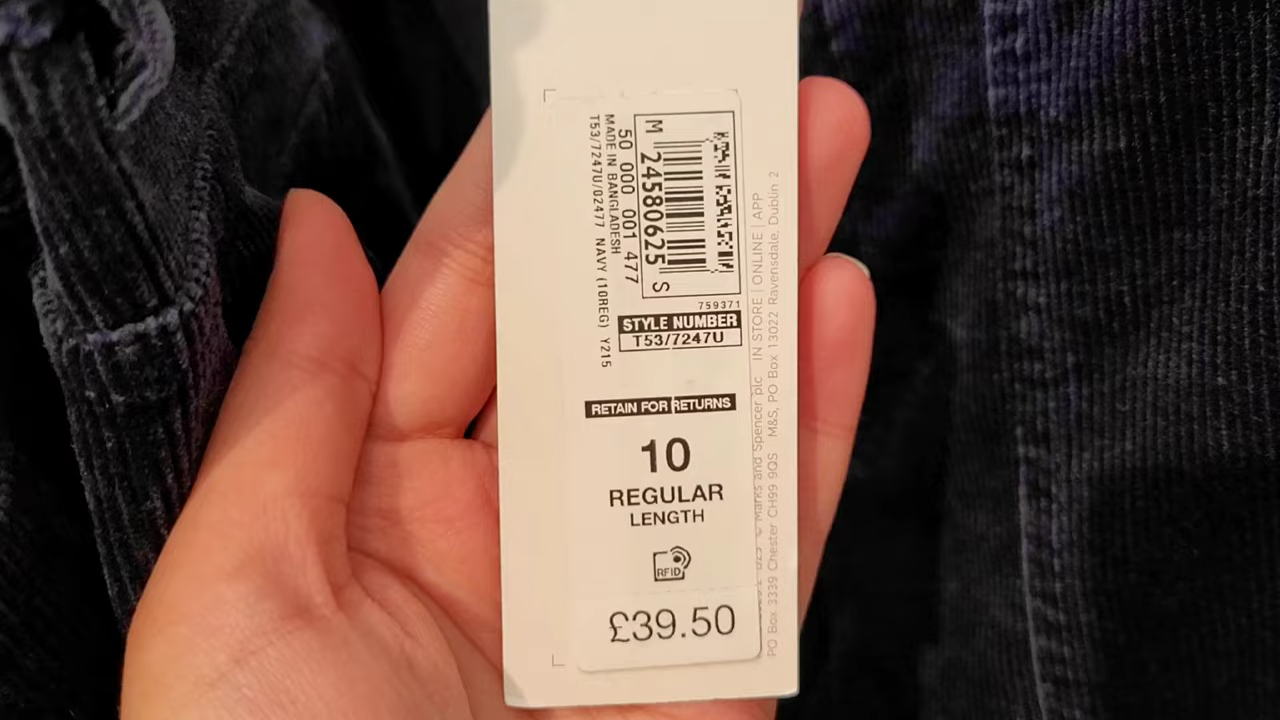 M 24580625 S
50 000 001 477
MADE IN BANGLADESH
T53/7247U/02477 NAVY (10REG) Y215
759371
STYLE NUMBER
T53/7247U
RETAIN FOR RETURNS
10
REGULAR
LENGTH
RFID
£39.50
© Marks and Spencer plc IN STORE | ONLINE | APP
PO Box 3339 Chester CH99 9QS M&S, PO Box 13022 Ravensdale, Dublin 2